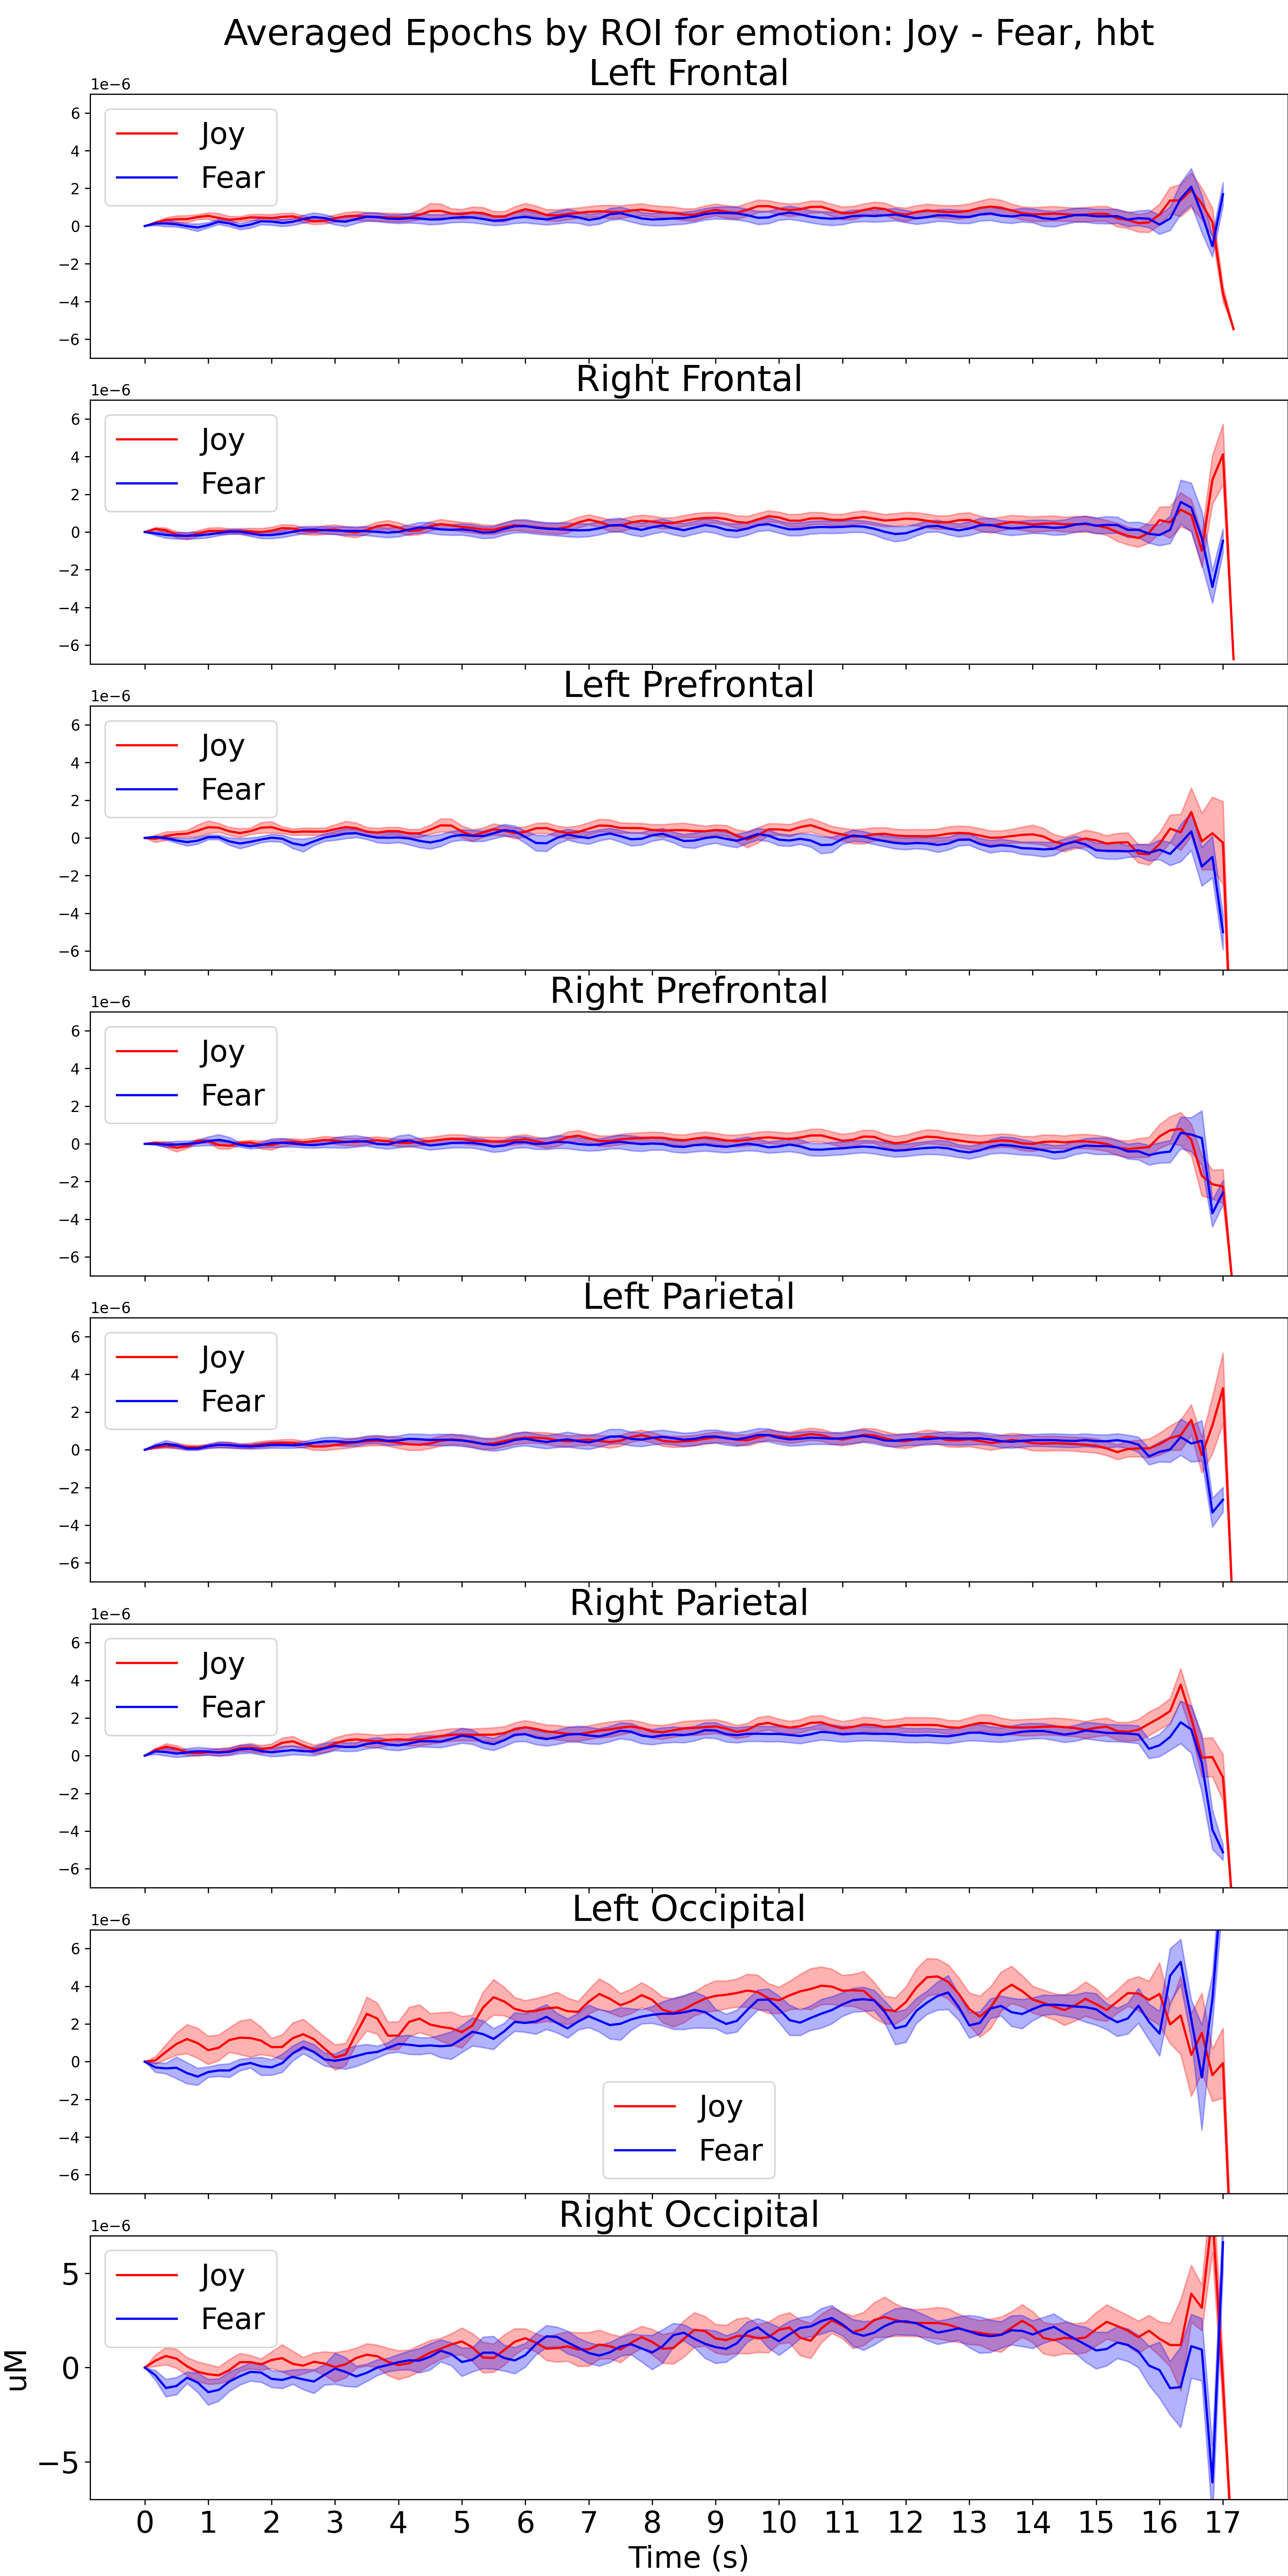 Averaged Epochs by ROI for emotion: Joy - Fear, hbt
Left Frontal
1e−6
6
4
2
0
−2
−4
−6
Joy
Fear
Right Frontal
1e−6
6
4
2
0
−2
−4
−6
Joy
Fear
Left Prefrontal
1e−6
6
4
2
0
−2
−4
−6
Joy
Fear
Right Prefrontal
1e−6
6
4
2
0
−2
−4
−6
Joy
Fear
Left Parietal
1e−6
6
4
2
0
−2
−4
−6
Joy
Fear
Right Parietal
1e−6
6
4
2
0
−2
−4
−6
Joy
Fear
Left Occipital
1e−6
6
4
2
0
−2
−4
−6
Joy
Fear
Right Occipital
1e−6
5
0
−5
uM
Joy
Fear
0 1 2 3 4 5 6 7 8 9 10 11 12 13 14 15 16 17
Time (s)